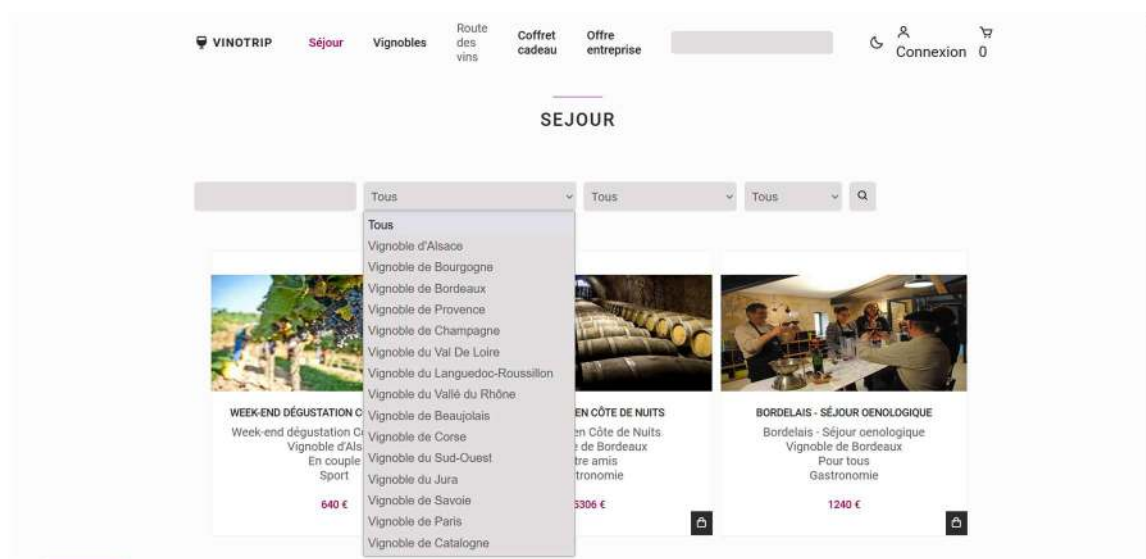 VINOTRIP
Séjour
Vignobles
Route
des
vins
Coffret
cadeau
Offre
entreprise
Connexion
0
SEJOUR
Tous
Tous
Tous
Tous
Vignoble d'Alsace
Vignoble de Bourgogne
Vignoble de Bordeaux
Vignoble de Provence
Vignoble de Champagne
Vignoble du Val De Loire
Vignoble du Languedoc-Roussillon
Vignoble du Vallé du Rhône
Vignoble de Beaujolais
Vignoble de Corse
Vignoble du Sud-Ouest
Vignoble du Jura
Vignoble de Savoie
Vignoble de Paris
Vignoble de Catalogne
WEEK-END DÉGUSTATION
Week-end dégustation
Vignoble d'Als
En couple
Sport
640 €
EN CÔTE DE NUITS
en Côte de Nuits
de Bordeaux
tre amis
tronomie
5306 €
BORDELAIS - SÉJOUR OENOLOGIQUE
Bordelais - Séjour oenologique
Vignoble de Bordeaux
Pour tous
Gastronomie
1240 €